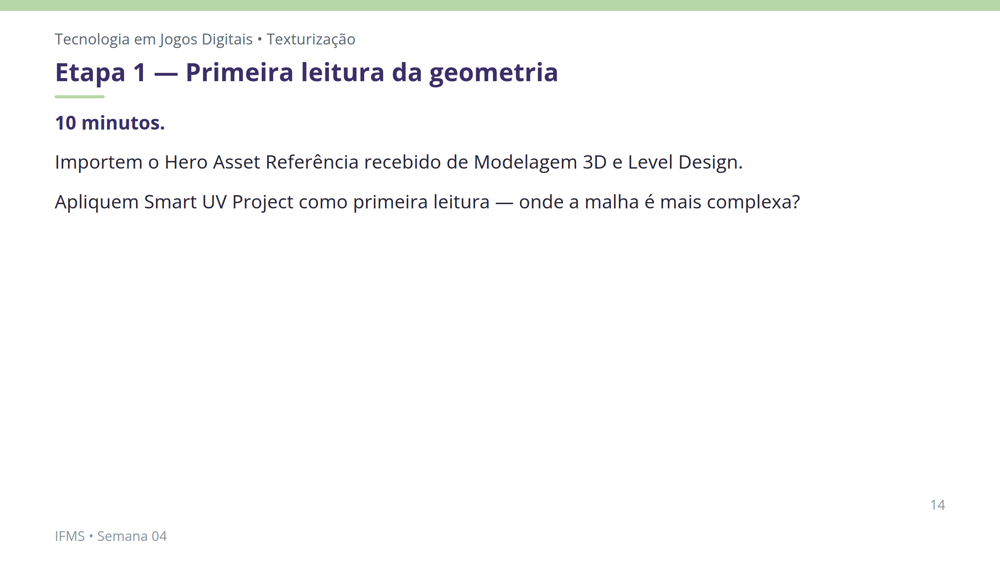 Tecnologia em Jogos Digitais • Texturização
Etapa 1 — Primeira leitura da geometria
10 minutos.
Importem o Hero Asset Referência recebido de Modelagem 3D e Level Design.
Apliquem Smart UV Project como primeira leitura — onde a malha é mais complexa?
14
IFMS • Semana 04